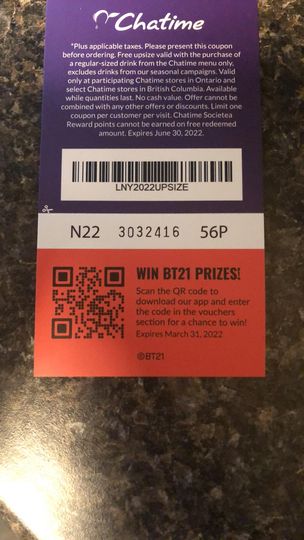 Chatime
*Plus applicable taxes. Please present this coupon
before ordering. Free upsize valid with the purchase of
a regular-sized drink from the Chatime menu only,
excludes drinks from our seasonal campaigns. Valid
only at participating Chatime stores in Ontario and
select Chatime stores in British Columbia. Available
while quantities last. No cash value. Offer cannot be
combined with any other offers or discounts. Limit one
coupon per customer per visit. Chatime Societea
Reward points cannot be earned on free redeemed
amount. Expires June 30, 2022.
LNY2022UPSIZE
N22 3032416 56P
WIN BT21 PRIZES!
Scan the QR code to
download our app and enter
the code in the vouchers
section for a chance to win!
Expires March 31, 2022
©BT21